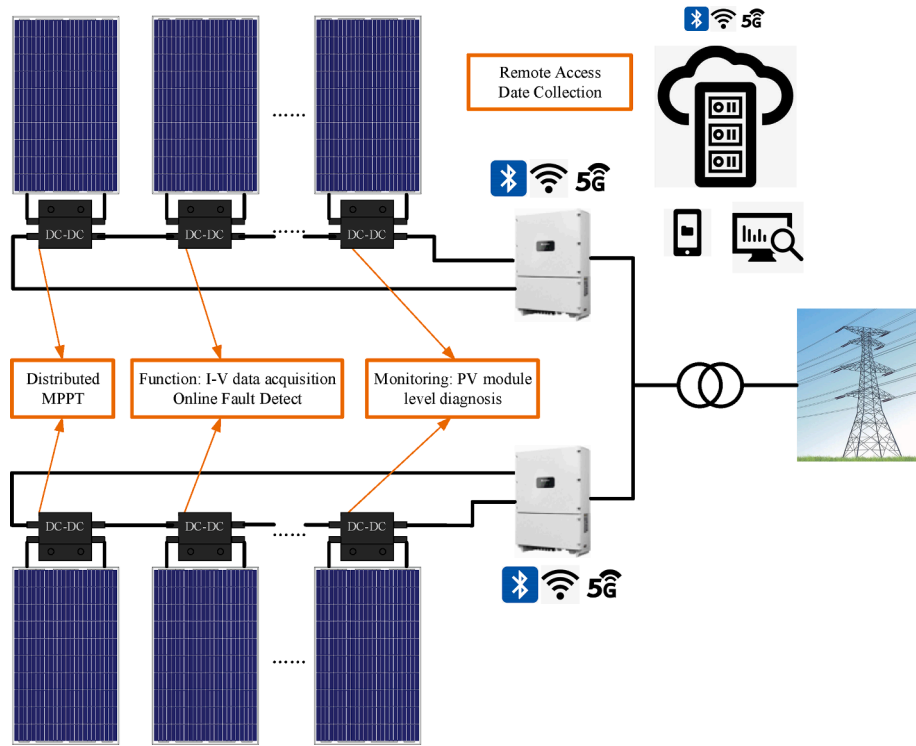 5G
Remote Access
Date Collection
5G
DC-DC
DC-DC
......
......
DC-DC
Distributed
MPPT
Function: I-V data acquisition
Online Fault Detect
Monitoring: PV module
level diagnosis
DC-DC
DC-DC
......
DC-DC
5G
......